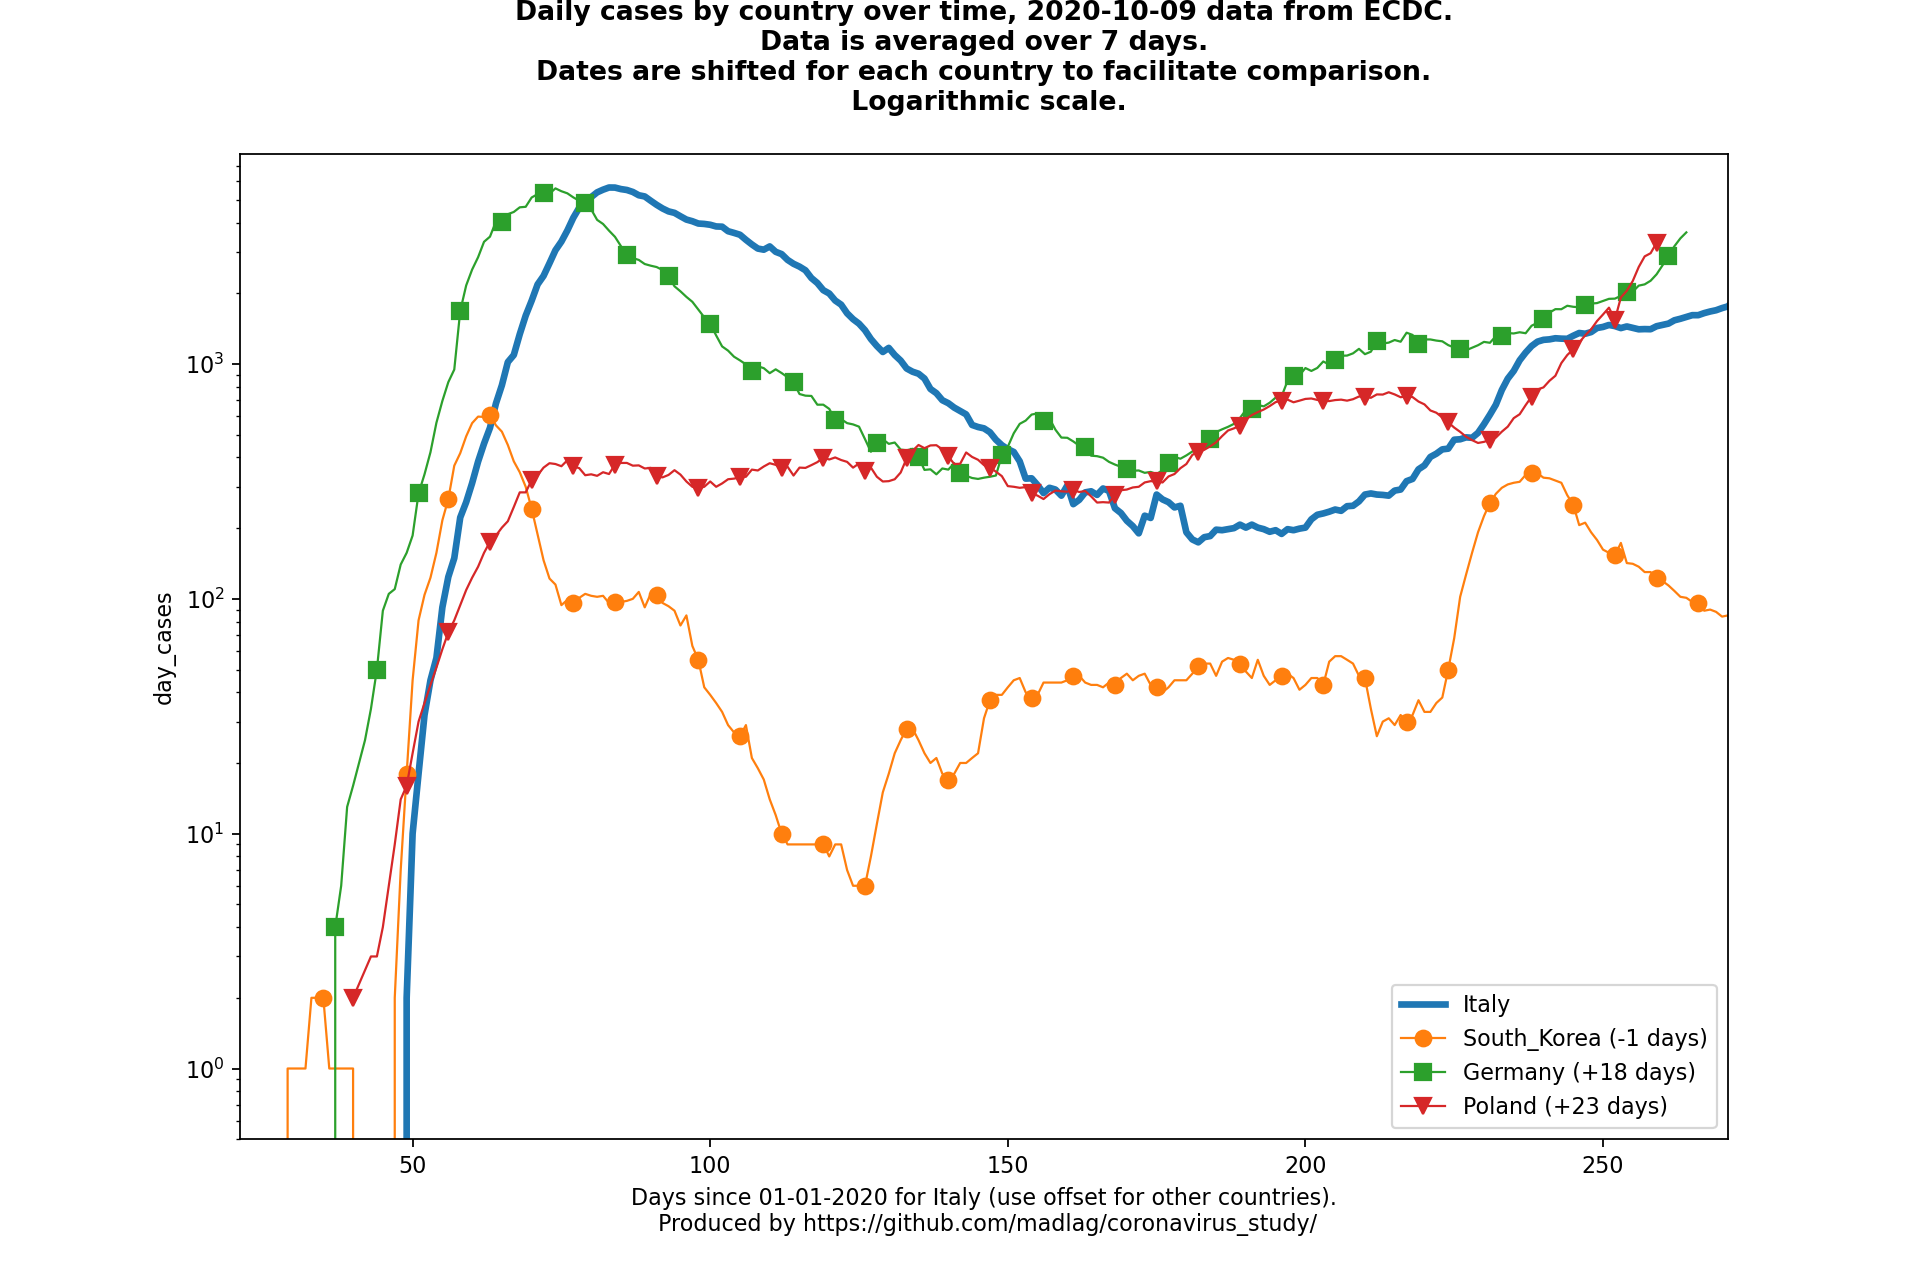 Daily cases by country over time, 2020-10-09 data from ECDC.
Data is averaged over 7 days.
Dates are shifted for each country to facilitate comparison.
Logarithmic scale.
10³
10²
10¹
10⁰
day_cases
Italy
South_Korea (-1 days)
Germany (+18 days)
Poland (+23 days)
50 100 150 200 250
Days since 01-01-2020 for Italy (use offset for other countries).
Produced by https://github.com/madlag/coronavirus_study/